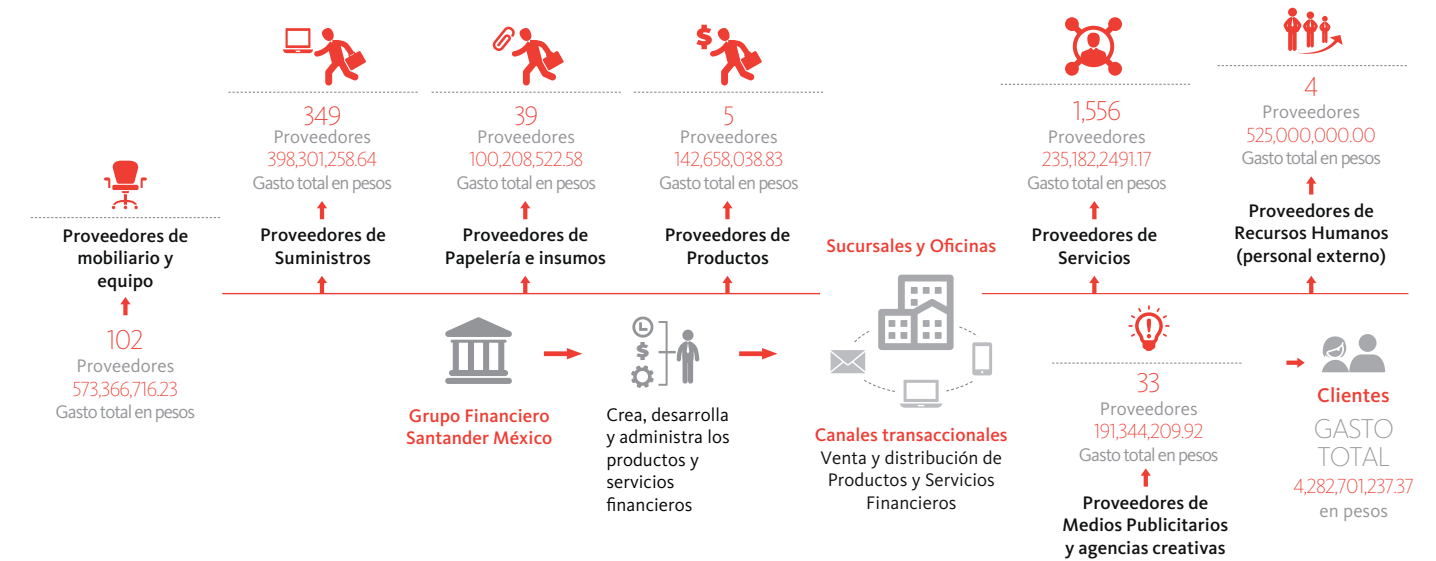 349
Proveedores
398,301,258.64
Gasto total en pesos
Proveedores de
Suministros
39
Proveedores
100,208,522.58
Gasto total en pesos
Proveedores de
Papelería e insumos
5
Proveedores
142,658,038.83
Gasto total en pesos
Proveedores de
Productos
1,556
Proveedores
235,182,2491.17
Gasto total en pesos
Proveedores de
Servicios
4
Proveedores
525,000,000.00
Gasto total en pesos
Proveedores de
Recursos Humanos
(personal externo)
Proveedores de
mobiliario y
equipo
102
Proveedores
573,366,716.23
Gasto total en pesos
Grupo Financiero
Santander México
L
$
Crea, desarrolla
y administra los
productos y
servicios
financieros
Sucursales y Oficinas
Canales transaccionales
Venta y distribución de
Productos y Servicios
Financieros
33
Proveedores
191,344,209.92
Gasto total en pesos
Proveedores de
Medios Publicitarios
y agencias creativas
Clientes
GASTO
TOTAL
4,282,701,237.37
en pesos